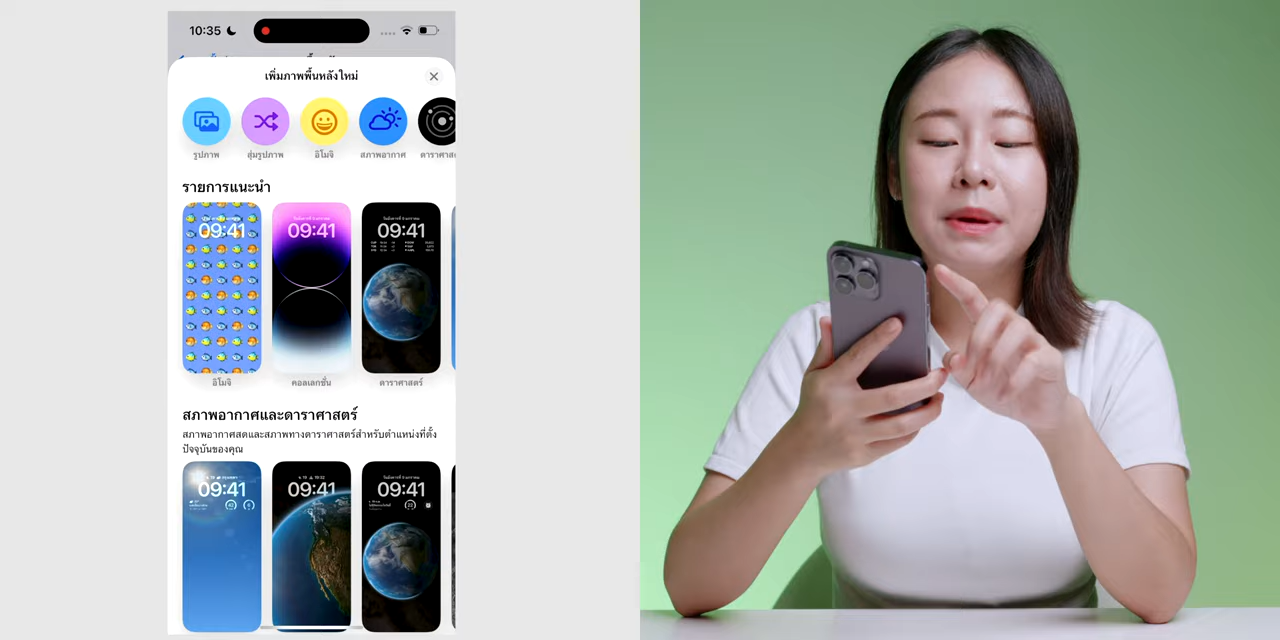 10:35
เพิ่มภาพพื้นหลังใหม่
รูปภาพ
สุ่มรูปภาพ
อิโมจิ
สภาพอากาศ
รายการแนะนำ
09:41
09:41
09:41
อิโมจิ
คอลเลกชั่น
ดาราศาสตร์
สภาพอากาศและดาราศาสตร์
สภาพอากาศสดและสภาพทางดาราศาสตร์สำหรับตำแหน่งที่ตั้ง
ปัจจุบันของคุณ
09:41
09:41
09:41